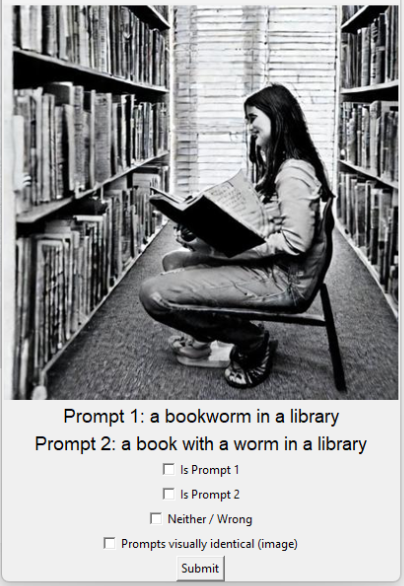 Prompt 1: a bookworm in a library
Prompt 2: a book with a worm in a library
Is Prompt 1
Is Prompt 2
Neither / Wrong
Prompts visually identical (image)
Submit